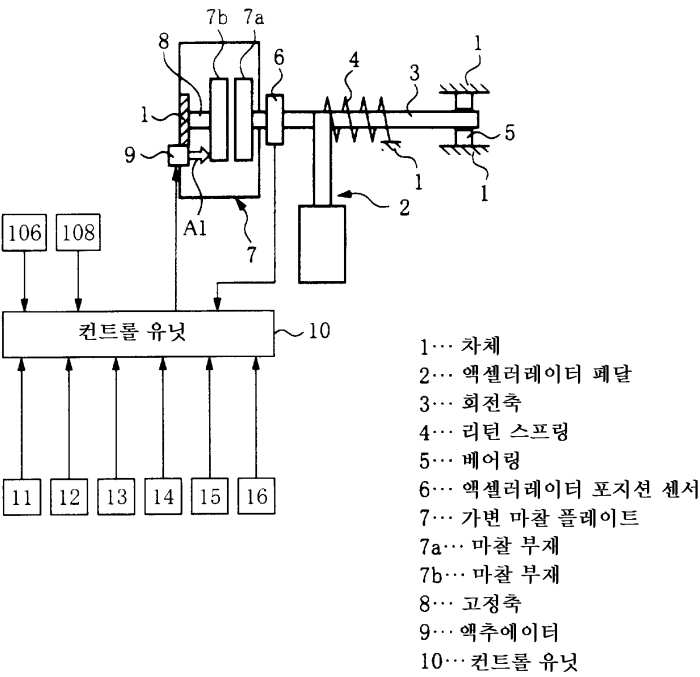 7b 7a
8 6 4 3 1
1
9 5
A1 1 1
7 2
106 108
컨트롤 유닛 10
11 12 13 14 15 16
1··· 차체
2··· 액셀러레이터 페달
3··· 회전축
4··· 리턴 스프링
5··· 베어링
6··· 액셀러레이터 포지션 센서
7··· 가변 마찰 플레이트
7a··· 마찰 부재
7b··· 마찰 부재
8··· 고정축
9··· 액추에이터
10··· 컨트롤 유닛